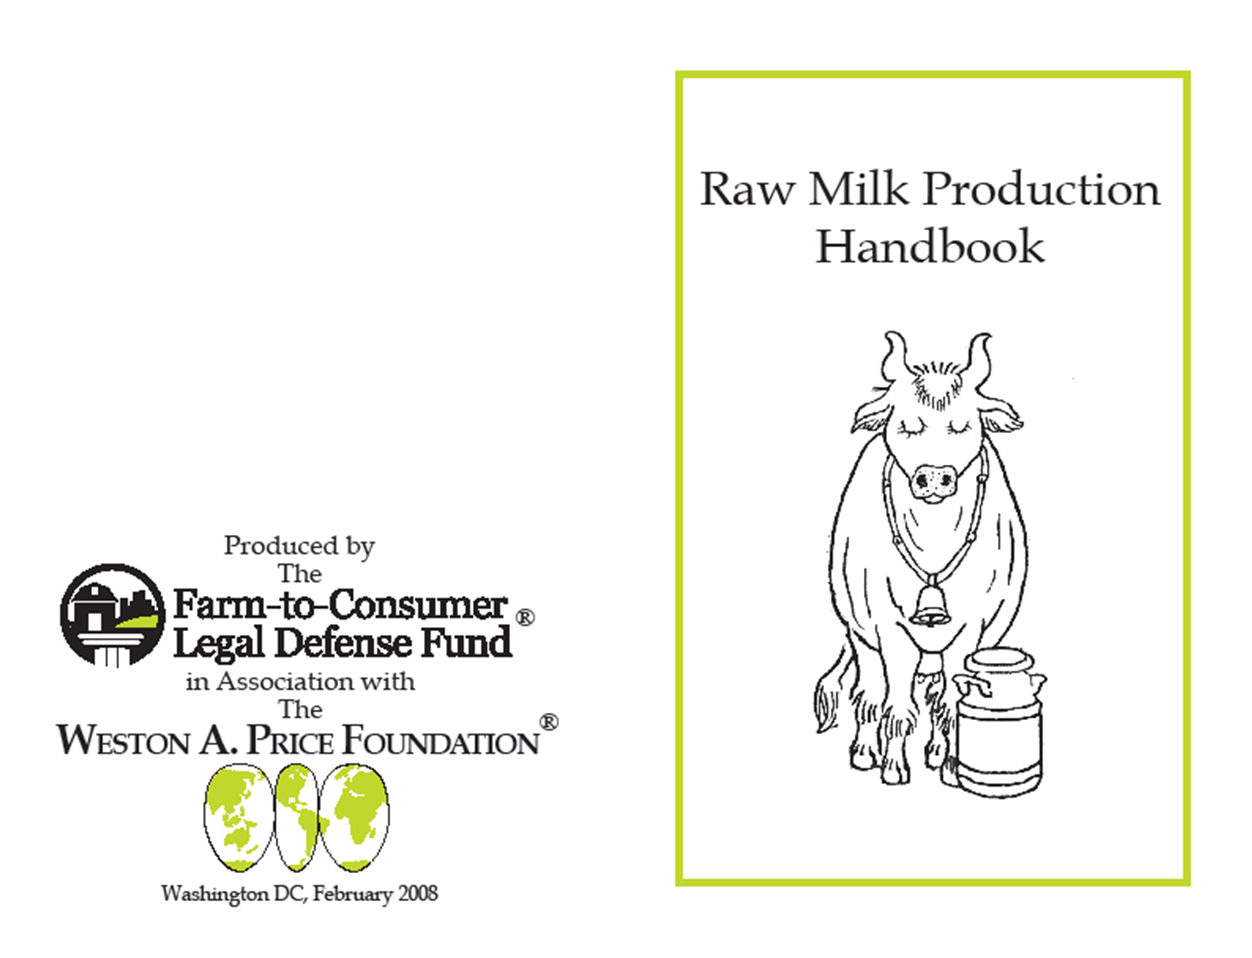 Raw Milk Production
Handbook
Produced by
The
Farm-to-Consumer
Legal Defense Fund®
in Association with
The
WESTON A. PRICE FOUNDATION®
Washington DC, February 2008